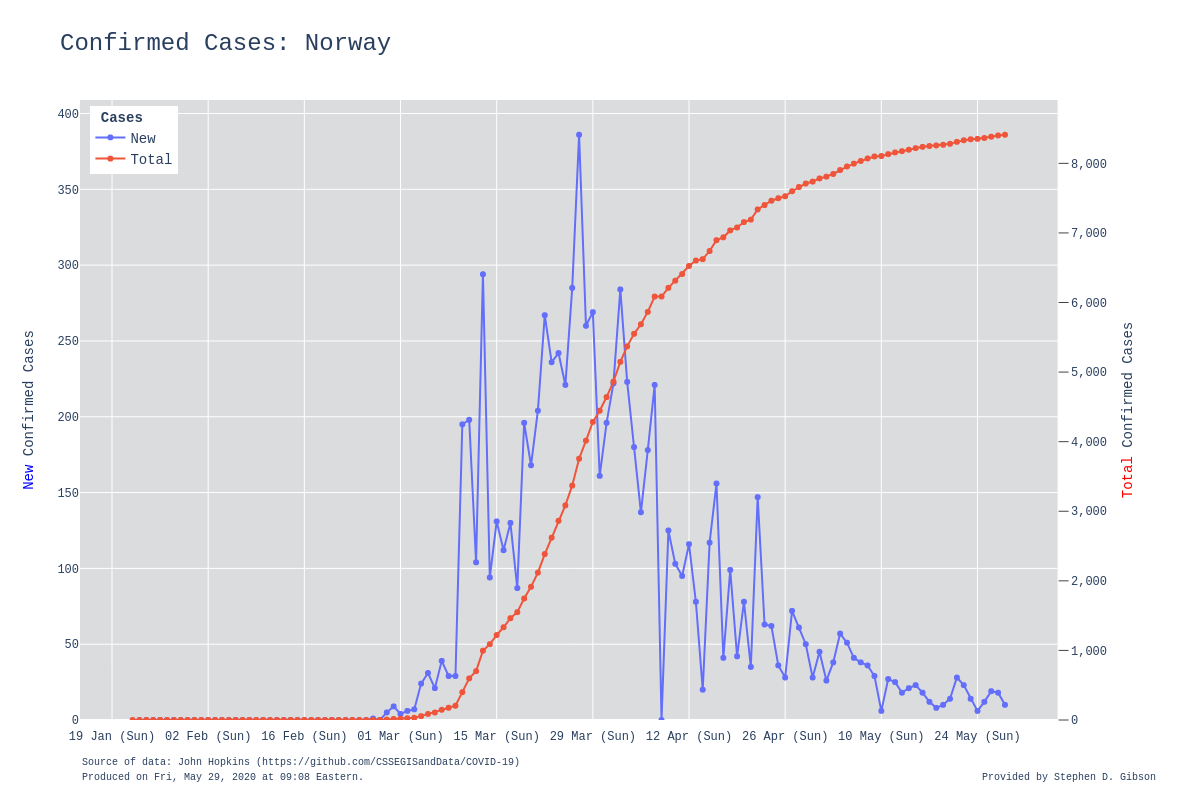 Confirmed Cases: Norway
Cases
New
Total
400
350
300
250
200
150
100
50
0
8,000
7,000
6,000
5,000
4,000
3,000
2,000
1,000
0
New Confirmed Cases
Total Confirmed Cases
19 Jan (Sun) 02 Feb (Sun) 16 Feb (Sun) 01 Mar (Sun) 15 Mar (Sun) 29 Mar (Sun) 12 Apr (Sun) 26 Apr (Sun) 10 May (Sun) 24 May (Sun)
Source of data: John Hopkins (https://github.com/CSSEGISandData/COVID-19)
Produced on Fri, May 29, 2020 at 09:08 Eastern.
Provided by Stephen D. Gibson